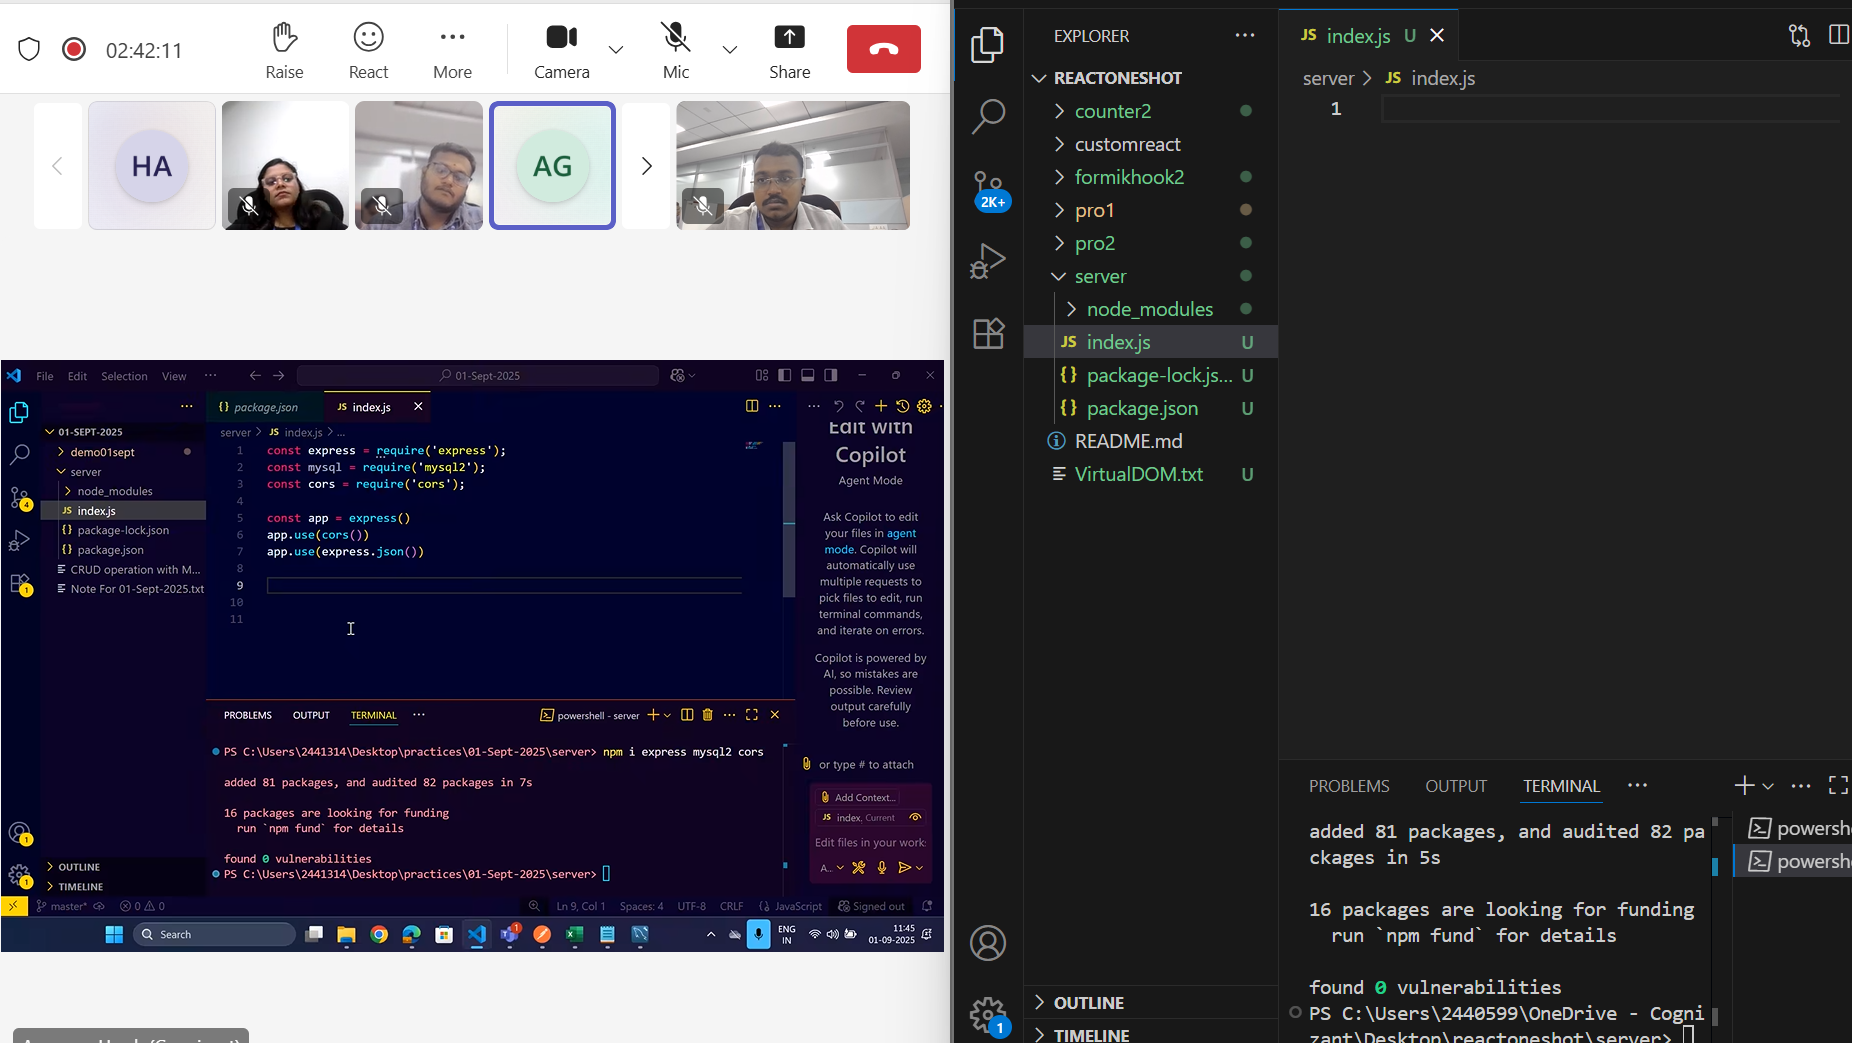 02:42:11
Raise
React
More
Camera
Mic
Share
HA
AG
File Edit Selection View ··· 01-Sept-2025
{} package.json
JS index.js
01-SEPT-2025
demo01sept
server
node_modules
JS index.js
{} package-lock.json
{} package.json
CRUD operation with M...
Note For 01-Sept-2025.txt
OUTLINE
TIMELINE
server > JS index.js > ...
1 const express = require('express');
2 const mysql = require('mysql2');
3 const cors = require('cors');
4
5 const app = express()
6 app.use(cors())
7 app.use(express.json())
8
9
10
11
Edit with
Copilot
Agent Mode
Ask Copilot to edit
your files in agent
mode. Copilot will
automatically use
multiple requests to
pick files to edit, run
terminal commands,
and iterate on errors.
Copilot is powered by
AI, so mistakes are
possible. Review
output carefully
before use.
or type # to attach
Add Context...
JS index. Current
Edit files in your work:
A..
PROBLEMS OUTPUT TERMINAL ··· powershell - server
PS C:\Users\2441314\Desktop\practices\01-Sept-2025\server> npm i express mysql2 cors
added 81 packages, and audited 82 packages in 7s
16 packages are looking for funding
run `npm fund` for details
found 0 vulnerabilities
PS C:\Users\2441314\Desktop\practices\01-Sept-2025\server>
4
1
1
1
master* 0 0 Ln 9, Col 1 Spaces: 4 UTF-8 CRLF {} JavaScript Signed out
Search
1
ENG
IN
11:45
01-09-2025
EXPLORER
REACTONESHOT
counter2
customreact
formikhook2
pro1
pro2
server
node_modules
JS index.js U
{} package-lock.js... U
{} package.json U
README.md
VirtualDOM.txt U
OUTLINE
TIMELINE
2K+
1
JS index.js U
server > JS index.js
1
PROBLEMS OUTPUT TERMINAL ···
added 81 packages, and audited 82 pa
ckages in 5s
16 packages are looking for funding
run `npm fund` for details
found 0 vulnerabilities
PS C:\Users\2440599\OneDrive - Cogni
zant\Desktop\reactoneshot\server>
powershe
powershe